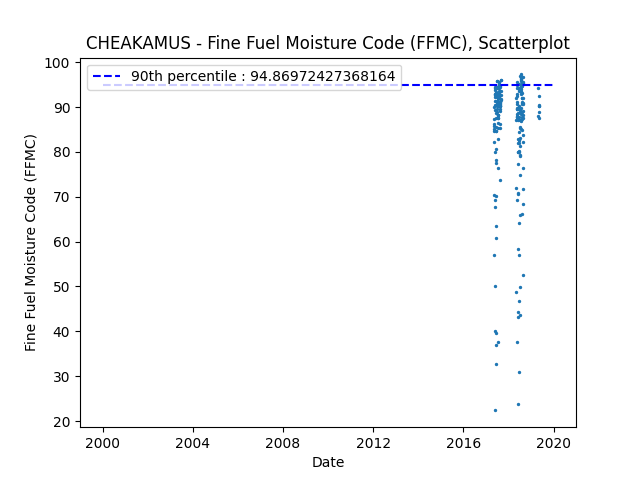 CHEAKAMUS - Fine Fuel Moisture Code (FFMC), Scatterplot
90th percentile : 94.86972427368164
Fine Fuel Moisture Code (FFMC)
100
90
80
70
60
50
40
30
20
2000 2004 2008 2012 2016 2020
Date